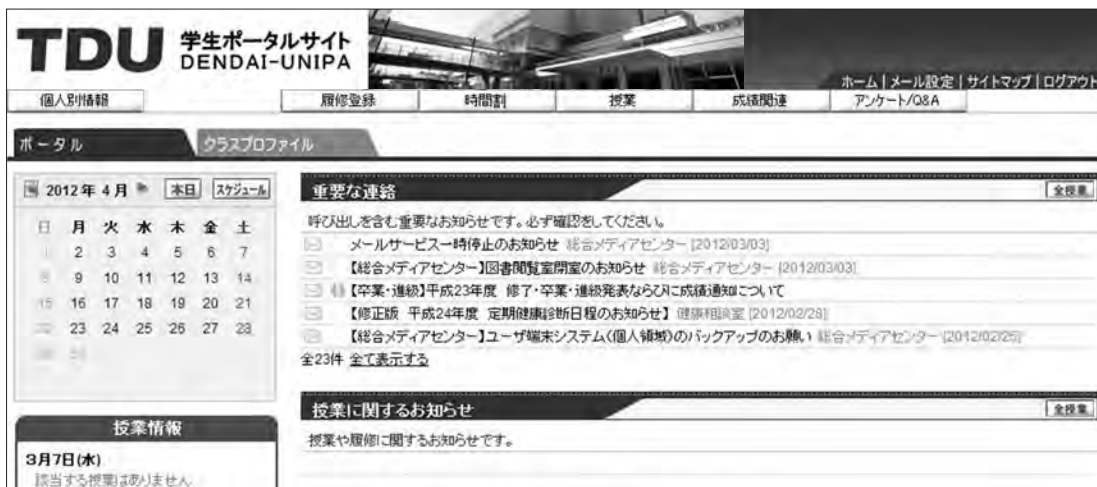 TDU 学生ポータルサイト
DENDAI-UNIPA
ホーム | メール設定 | サイトマップ | ログアウト
個人別情報 履修登録 時間割 授業 成績関連 アンケート/Q&A
ポータル クラスプロファイル
2012年 4月 本日 スケジュール
日 月 火 水 木 金 土
1 2 3 4 5 6 7
8 9 10 11 12 13 14
15 16 17 18 19 20 21
22 23 24 25 26 27 28
29 30
授業情報
3月7日(水)
該当する授業はありません
重要な連絡 全授業
呼び出しを含む重要なお知らせです。必ず確認をしてください。
メールサービス一時停止のお知らせ 総合メディアセンター [2012/03/03]
【総合メディアセンター】図書閲覧室閉室のお知らせ 総合メディアセンター [2012/03/03]
【卒業・進級】平成23年度 修了・卒業・進級発表ならびに成績通知について
【修正版 平成24年度 定期健康診断日程のお知らせ】 健康相談室 [2012/02/28]
【総合メディアセンター】ユーザ端末システム(個人領域)のバックアップのお願い 総合メディアセンター [2012/02/25]
全23件 全て表示する
授業に関するお知らせ 全授業
授業や履修に関するお知らせです。